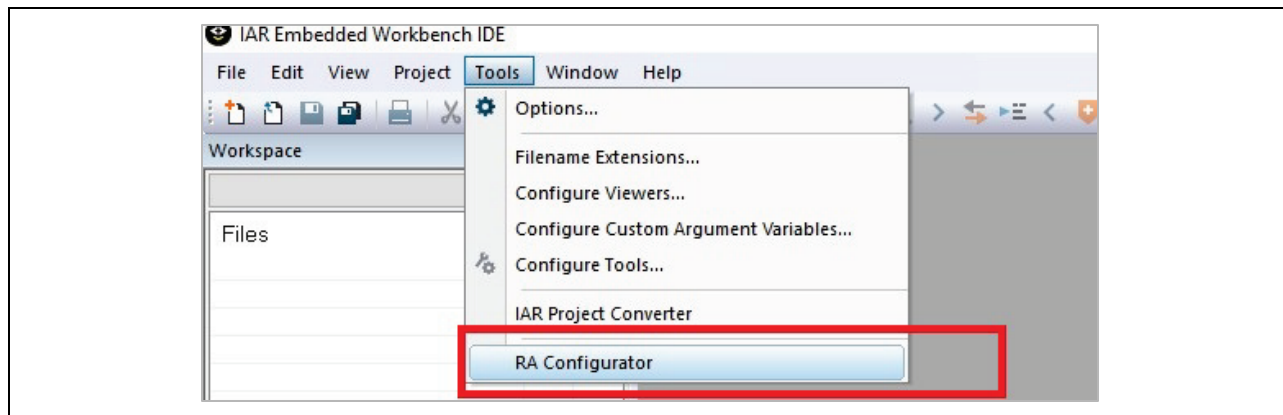 IAR Embedded Workbench IDE
File Edit View Project Tools Window Help
Options...
Workspace
Filename Extensions...
Configure Viewers...
Files
Configure Custom Argument Variables...
Configure Tools...
IAR Project Converter
RA Configurator